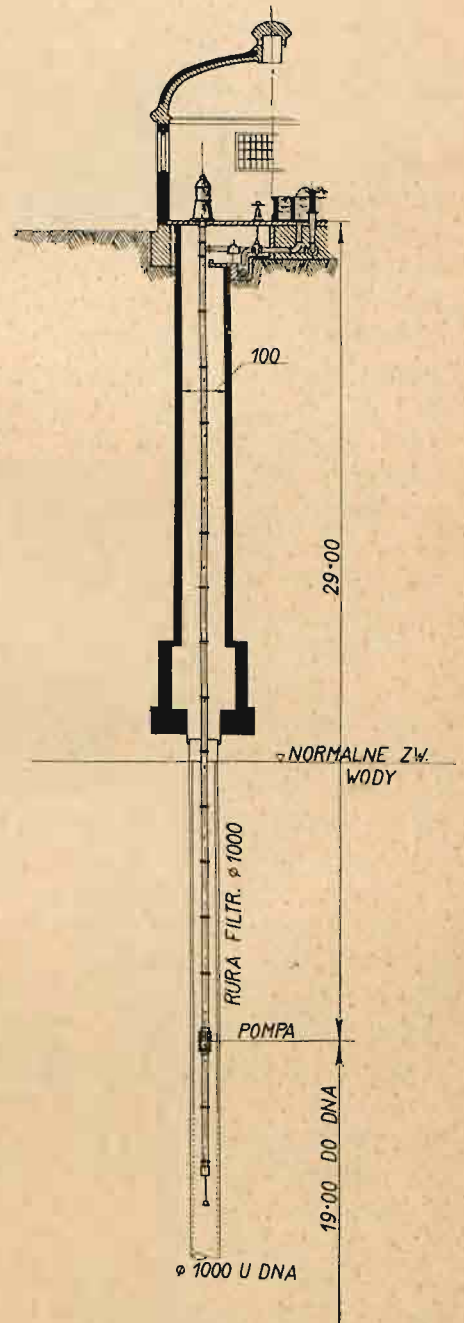 100
29·00
NORMALNE ZW.
WODY
RURA FILTR. ⌀ 1000
POMPA
19·00 DO DNA
⌀ 1000 U DNA